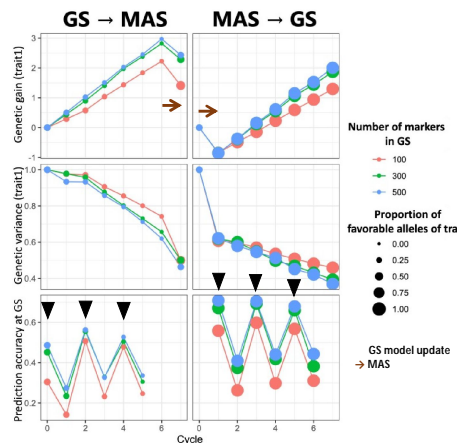 GS → MAS
MAS → GS
Genetic gain (trait1)
3
2
1
0
-1
Genetic variance (trait1)
1.0
0.8
0.6
0.4
Prediction accuracy at GS
0.8
0.6
0.4
0.2
0 2 4 6
0 2 4 6
Cycle
Number of markers
in GS
100
300
500
Proportion of
favorable alleles of tra
0.00
0.25
0.50
0.75
1.00
GS model update
→ MAS